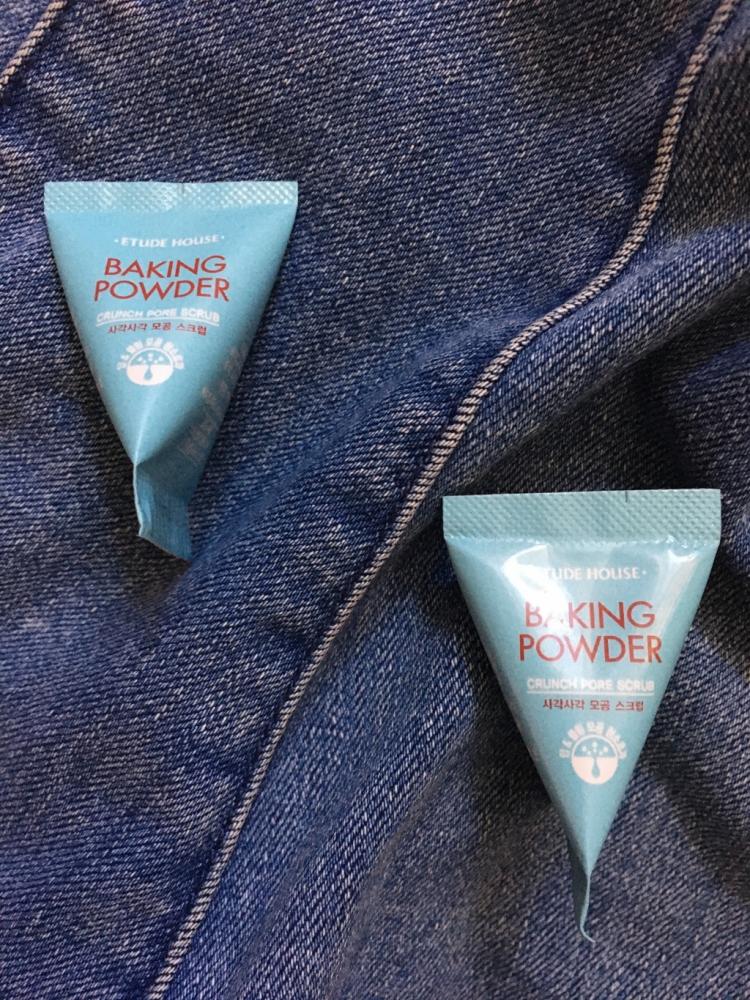 ·ETUDE HOUSE·
BAKING
POWDER
CRUNCH PORE SCRUB
사각사각 모공 스크럽
TUDE HOUSE·
BAKING
POWDER
CRUNCH PORE SCRUB
사각사각 모공 스크럽